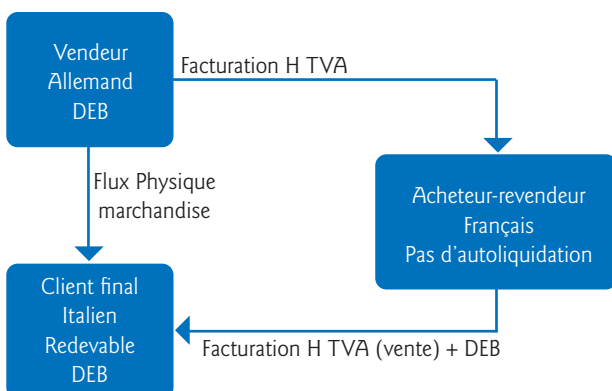 Vendeur
Allemand
DEB
Facturation H TVA
Flux Physique
marchandise
Acheteur-revendeur
Français
Pas d'autoliquidation
Client final
Italien
Redevable
DEB
Facturation H TVA (vente) + DEB